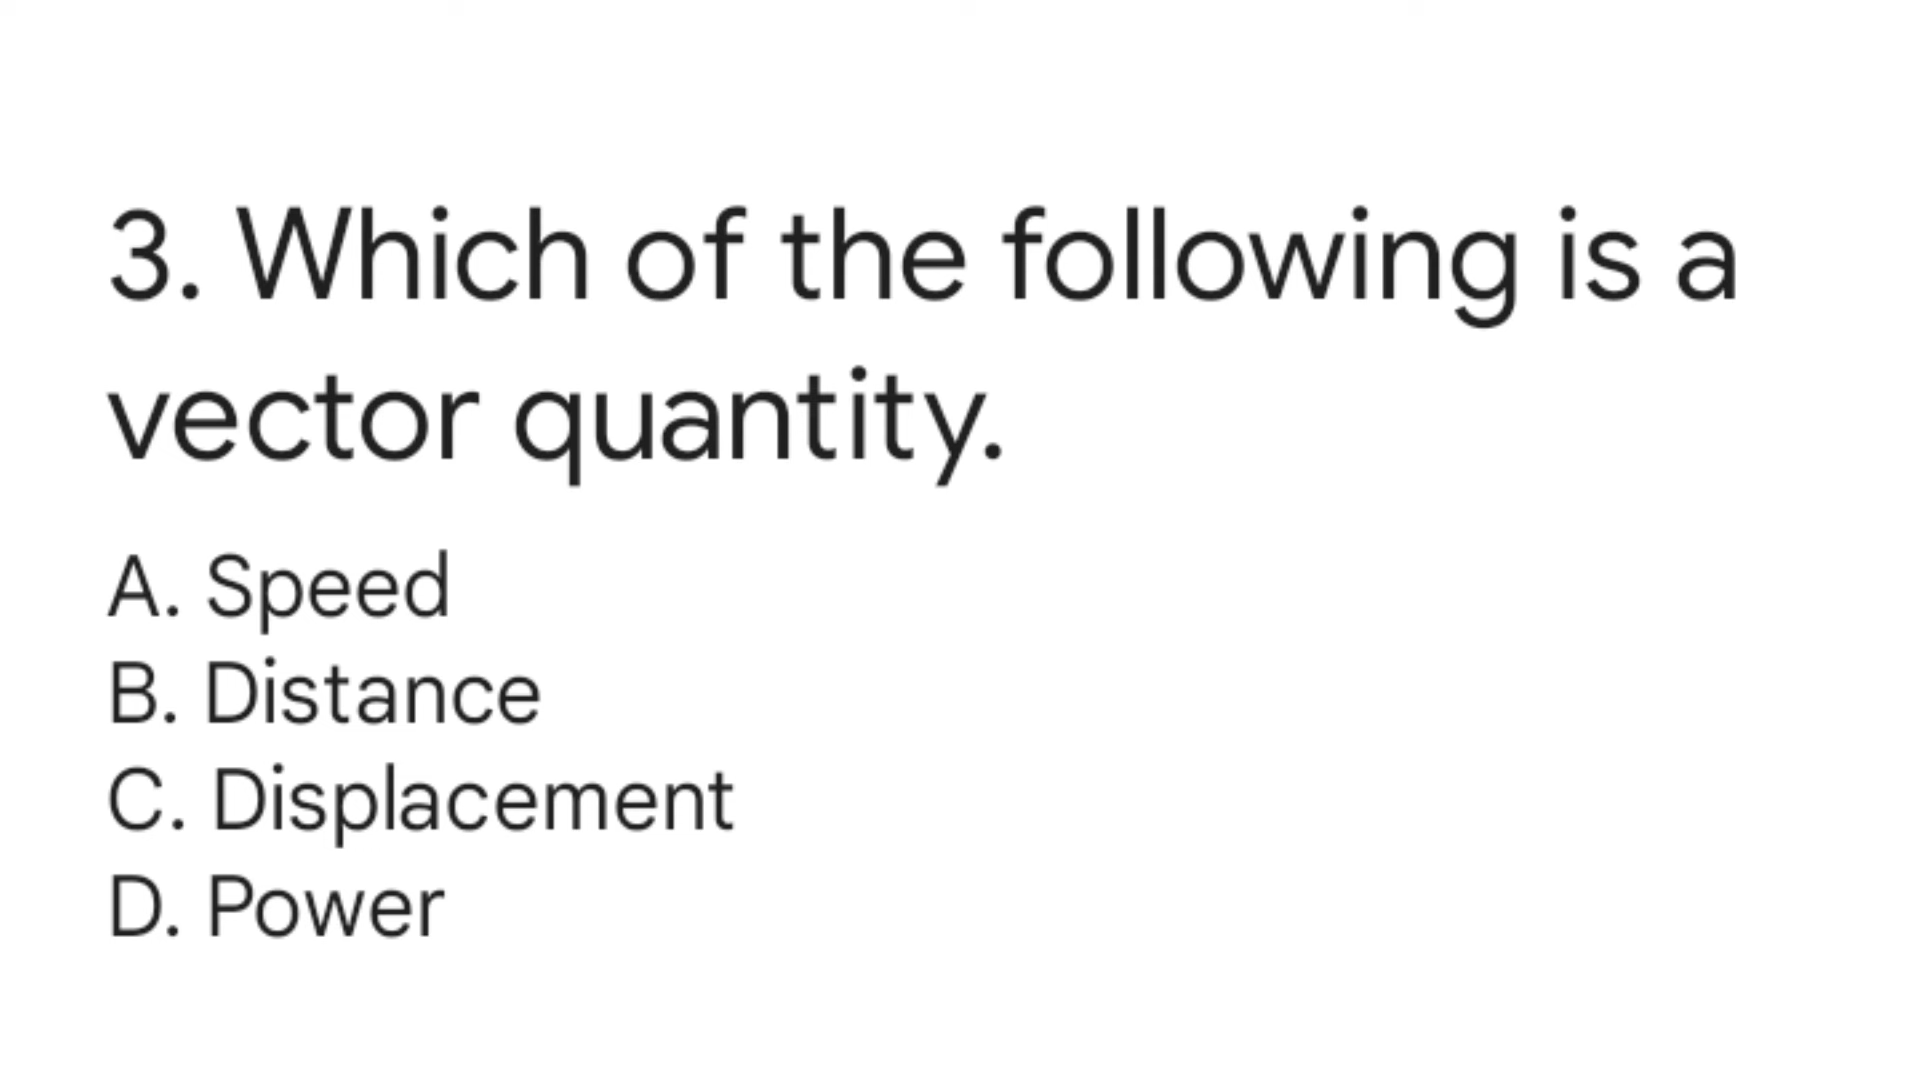 3. Which of the following is a
vector quantity.
A. Speed
B. Distance
C. Displacement
D. Power